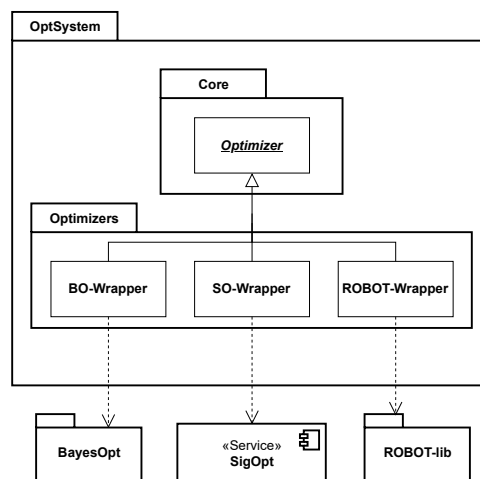 OptSystem
Core
Optimizer
Optimizers
BO-Wrapper
SO-Wrapper
ROBOT-Wrapper
BayesOpt
«Service»
SigOpt
ROBOT-lib